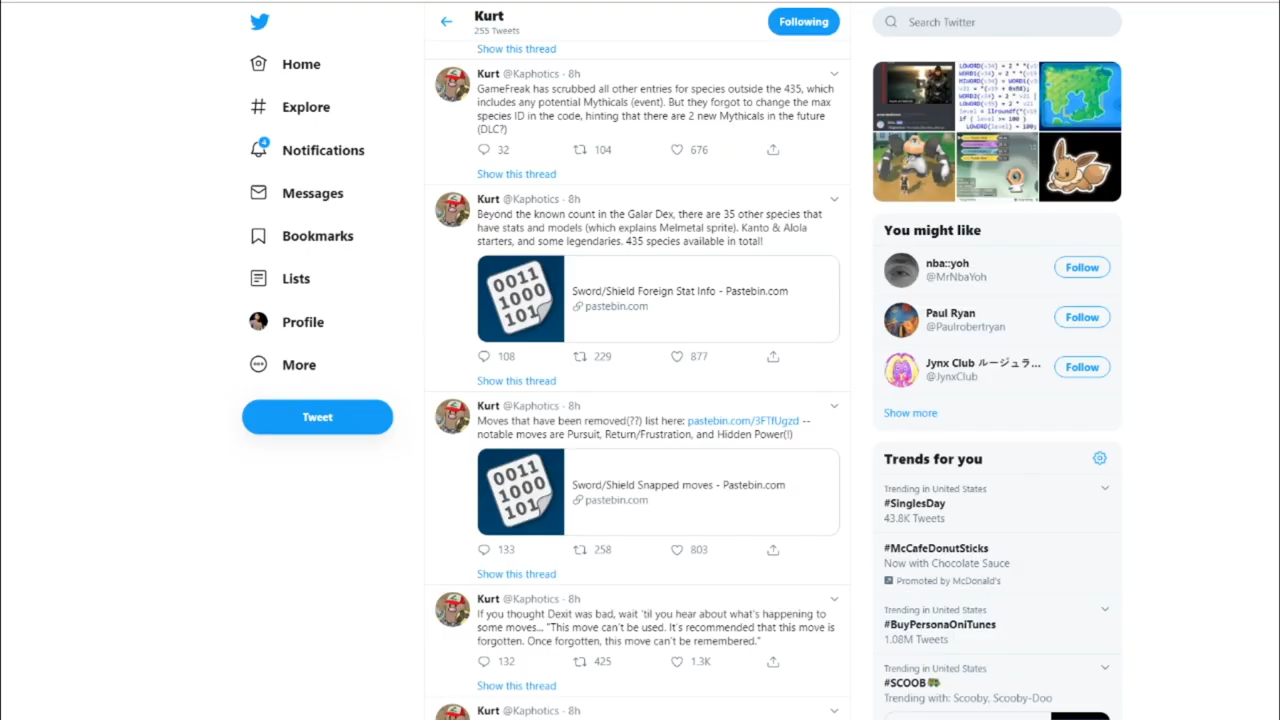 Home
Explore
4
Notifications
Messages
Bookmarks
Lists
Profile
More
Tweet
Kurt
255 Tweets
Following
Show this thread
Kurt @Kaphotics · 8h
GameFreak has scrubbed all other entries for species outside the 435, which
includes any potential Mythicals (event). But they forgot to change the max
species ID in the code, hinting that there are 2 new Mythicals in the future
(DLC?)
32 104 676
Show this thread
Kurt @Kaphotics · 8h
Beyond the known count in the Galar Dex, there are 35 other species that
have stats and models (which explains Melmetal sprite). Kanto & Alola
starters, and some legendaries. 435 species available in total!
0011
1000
101
Sword/Shield Foreign Stat Info - Pastebin.com
pastebin.com
108 229 877
Show this thread
Kurt @Kaphotics · 8h
Moves that have been removed(??) list here: pastebin.com/3FTfUgzd --
notable moves are Pursuit, Return/Frustration, and Hidden Power(!)
0011
1000
101
Sword/Shield Snapped moves - Pastebin.com
pastebin.com
133 258 803
Show this thread
Kurt @Kaphotics · 8h
If you thought Dexit was bad, wait 'til you hear about what's happening to
some moves... "This move can't be used. It's recommended that this move is
forgotten. Once forgotten, this move can't be remembered."
132 425 1.3K
Show this thread
Kurt @Kaphotics · 8h
Search Twitter
You might like
nba::yoh
@MrNbaYoh
Follow
Paul Ryan
@Paulrobertryan
Follow
Jynx Club ルージュラ...
@JynxClub
Follow
Show more
Trends for you
Trending in United States
#SinglesDay
43.8K Tweets
#McCafeDonutSticks
Now with Chocolate Sauce
Promoted by McDonald's
Trending in United States
#BuyPersonaOniTunes
1.08M Tweets
Trending in United States
#SCOOB
Trending with: Scooby, Scooby-Doo